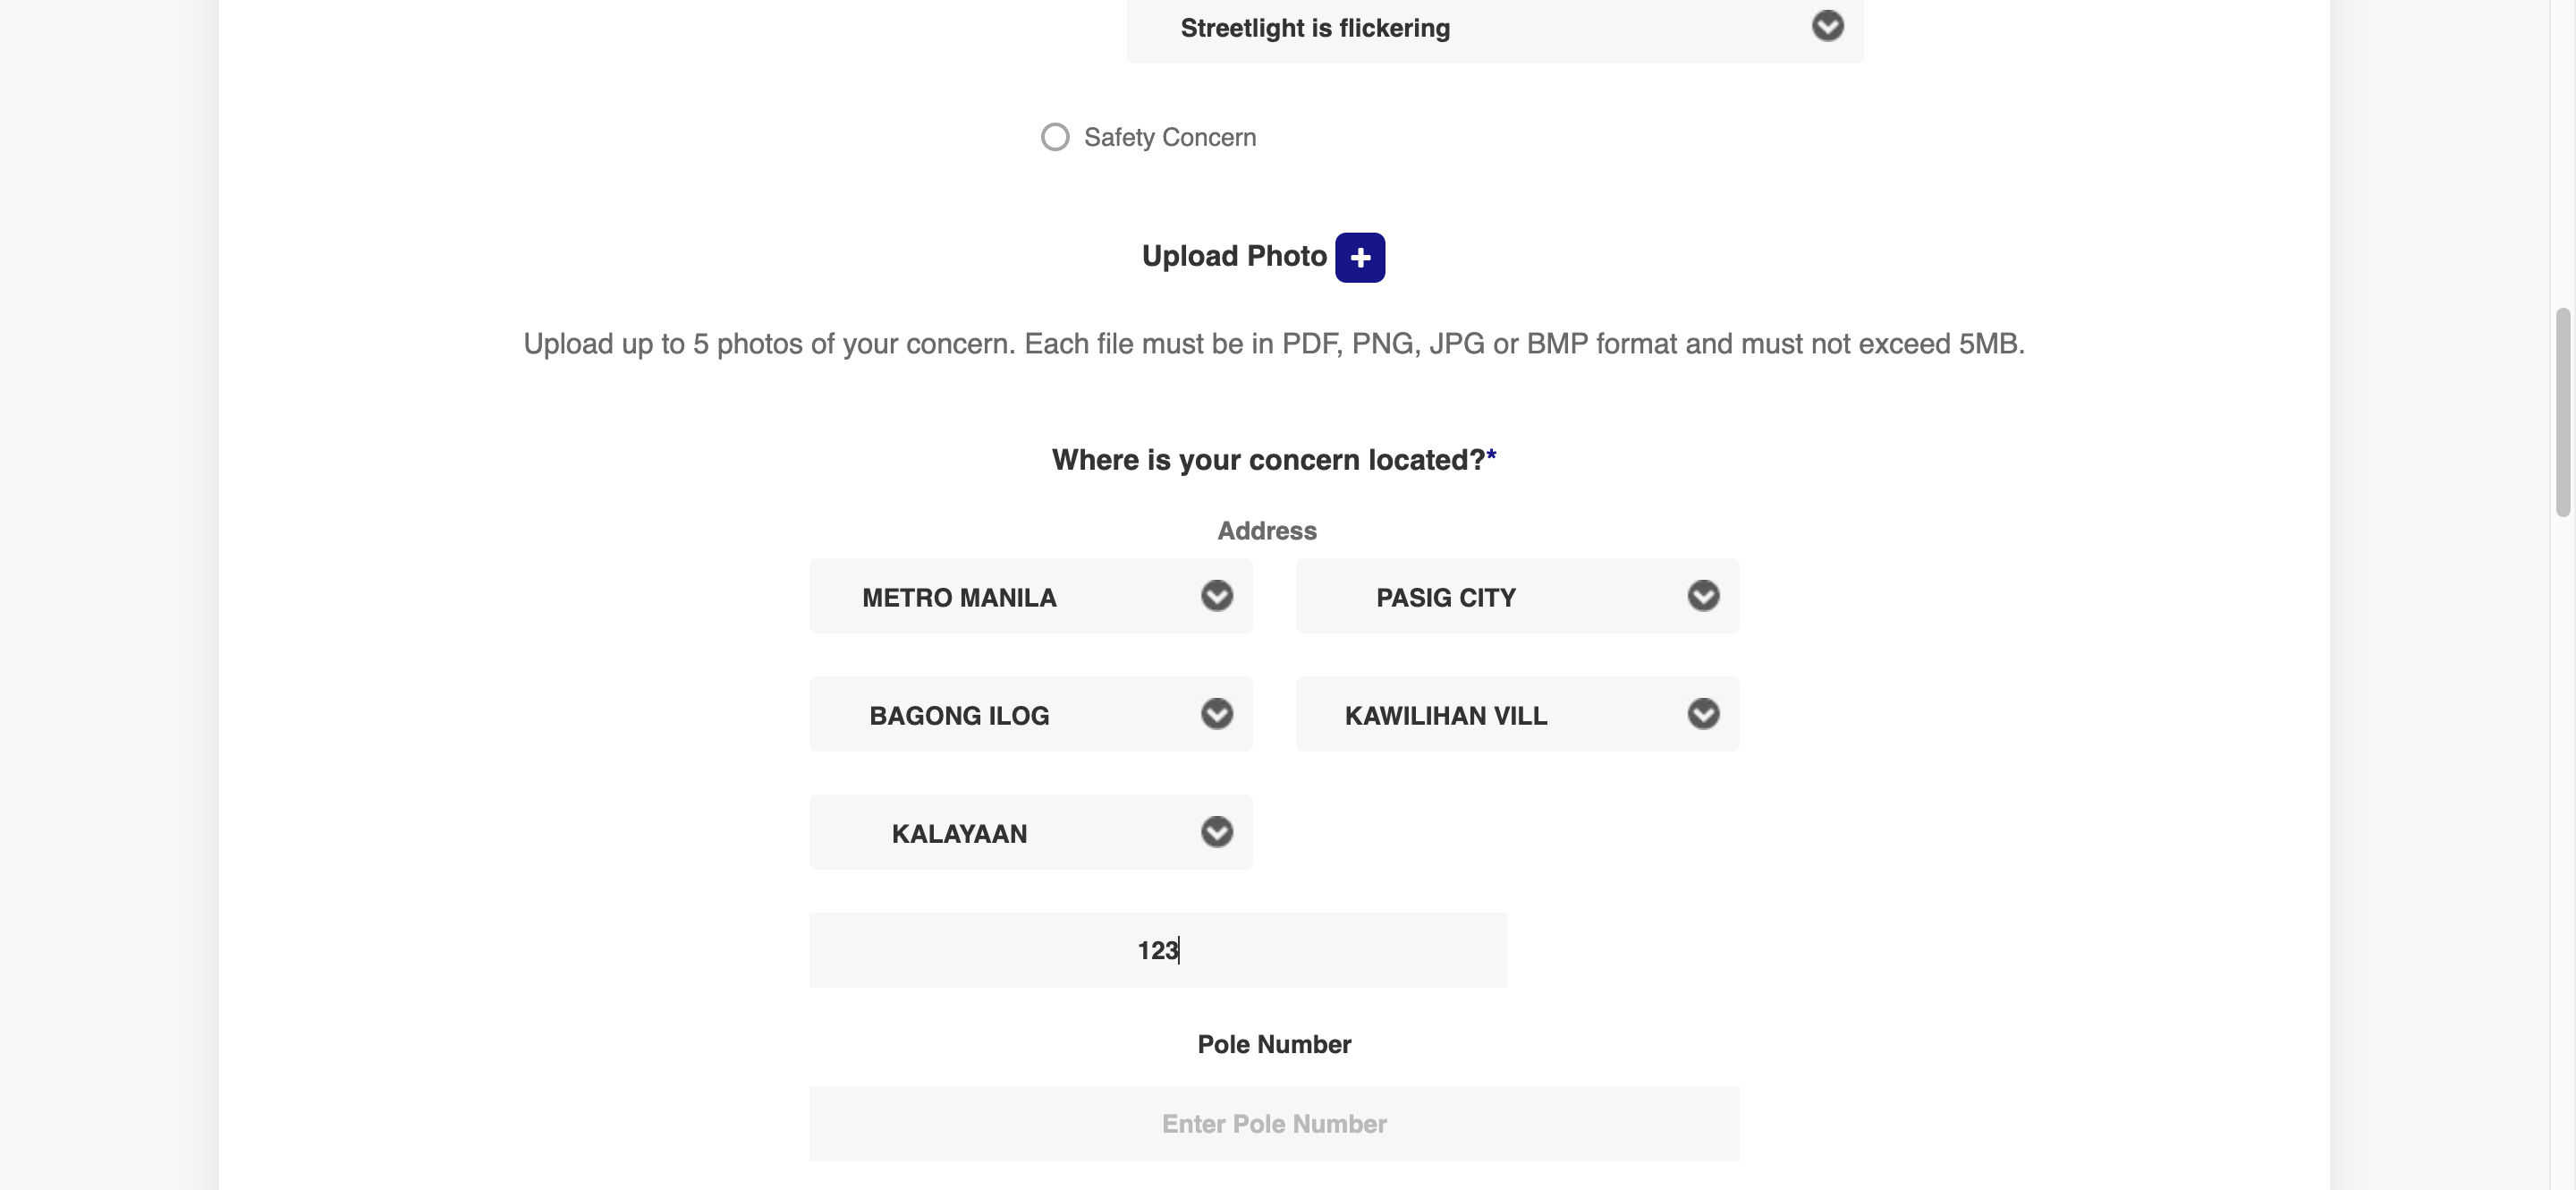 Streetlight is flickering
Safety Concern
Upload Photo +
Upload up to 5 photos of your concern. Each file must be in PDF, PNG, JPG or BMP format and must not exceed 5MB.
Where is your concern located?*
Address
METRO MANILA
PASIG CITY
BAGONG ILOG
KAWILIHAN VILL
KALAYAAN
123
Pole Number
Enter Pole Number